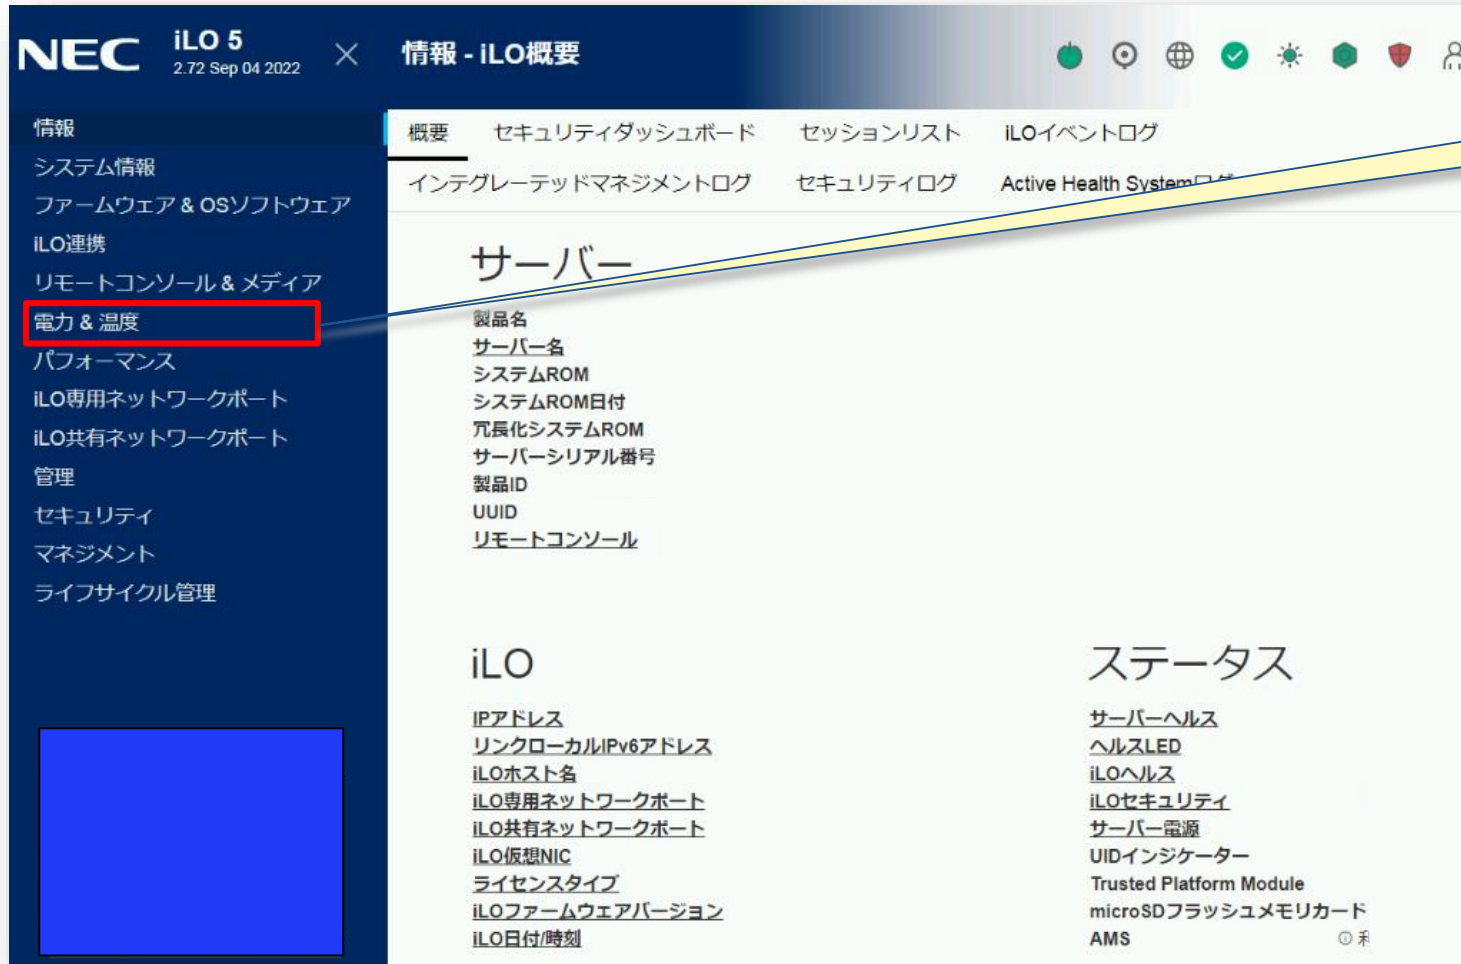 NEC iLO 5
2.72 Sep 04 2022
情報 - iLO概要
情報
システム情報
ファームウェア & OSソフトウェア
iLO連携
リモートコンソール & メディア
電力 & 温度
パフォーマンス
iLO専用ネットワークポート
iLO共有ネットワークポート
管理
セキュリティ
マネジメント
ライフサイクル管理
概要 セキュリティダッシュボード セッションリスト iLOイベントログ
インテグレーテッドマネジメントログ セキュリティログ Active Health Systemログ
サーバー
製品名
サーバー名
システムROM
システムROM日付
冗長化システムROM
サーバーシリアル番号
製品ID
UUID
リモートコンソール
iLO
IPアドレス
リンクローカルIPv6アドレス
iLOホスト名
iLO専用ネットワークポート
iLO共有ネットワークポート
iLO仮想NIC
ライセンスタイプ
iLOファームウェアバージョン
iLO日付/時刻
ステータス
サーバーヘルス
ヘルスLED
iLOヘルス
iLOセキュリティ
サーバー電源
UIDインジケーター
Trusted Platform Module
microSDフラッシュメモリカード
AMS